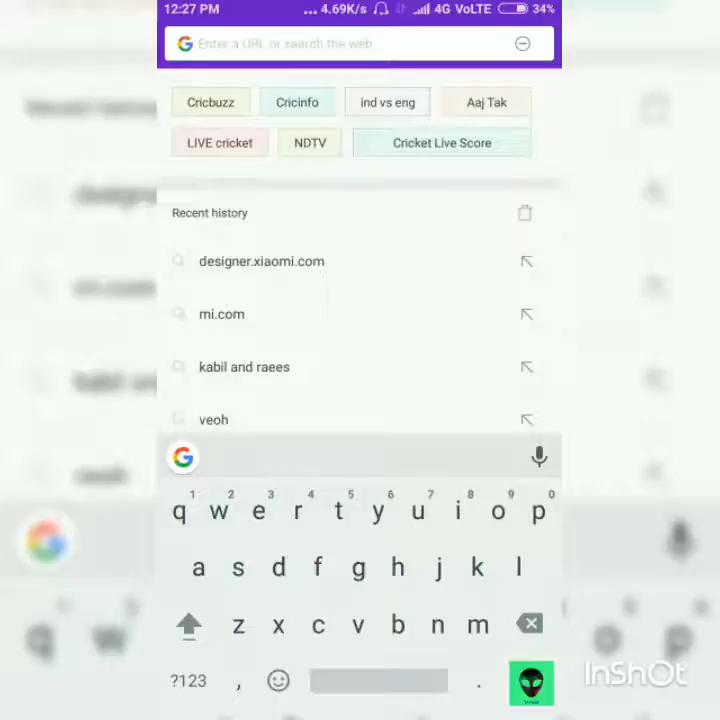 12:27 PM ... 4.69K/s 4G VoLTE 34%
Enter a URL or search the web...
Cricbuzz Cricinfo ind vs eng Aaj Tak
LIVE cricket NDTV Cricket Live Score
Recent history
designer.xiaomi.com
mi.com
kabil and raees
veoh
1 2 3 4 5 6 7 8 9 0
q w e r t y u i o p
a s d f g h j k l
z x c v b n m
?123 , .
InShOt